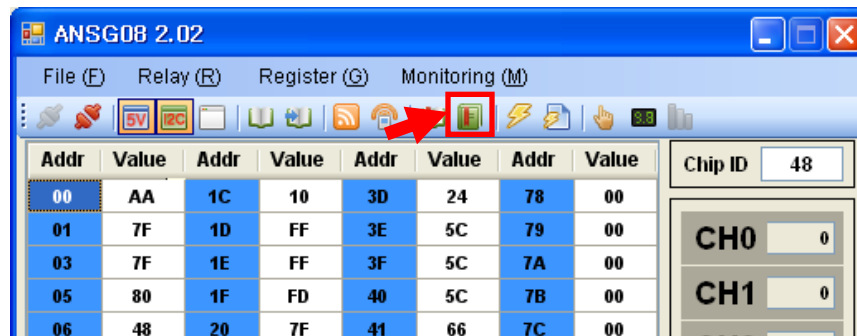 ANSG08 2.02
File (F) Relay (R) Register (G) Monitoring (M)
5V I2C F 3.3
Addr Value Addr Value Addr Value Addr Value
Chip ID 48
00 AA 1C 10 3D 24 78 00
01 7F 1D FF 3E 5C 79 00
CH0 0
03 7F 1E FF 3F 5C 7A 00
05 80 1F FD 40 5C 7B 00
CH1 0
06 48 20 7F 41 66 7C 00